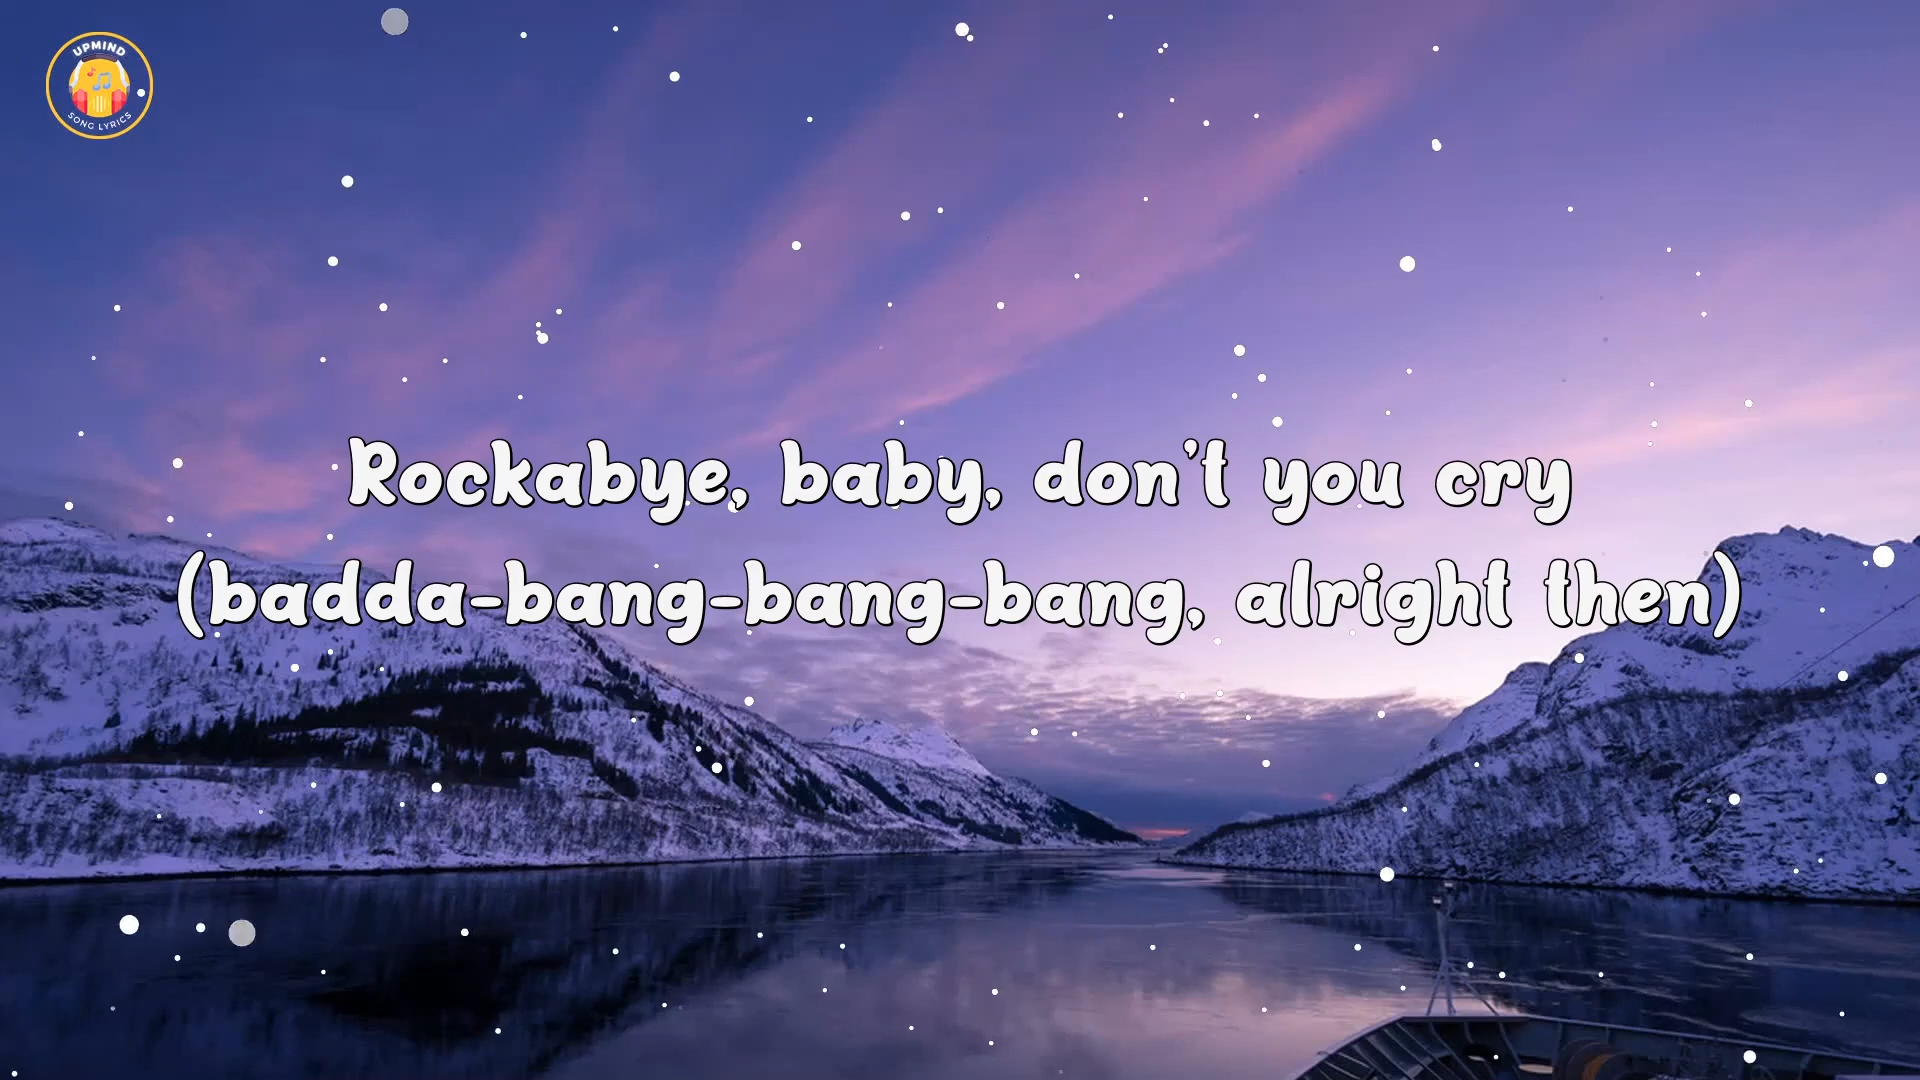 UPMIND
SONG LYRICS
Rockabye, baby, don't you cry
(badda-bang-bang-bang, alright then)